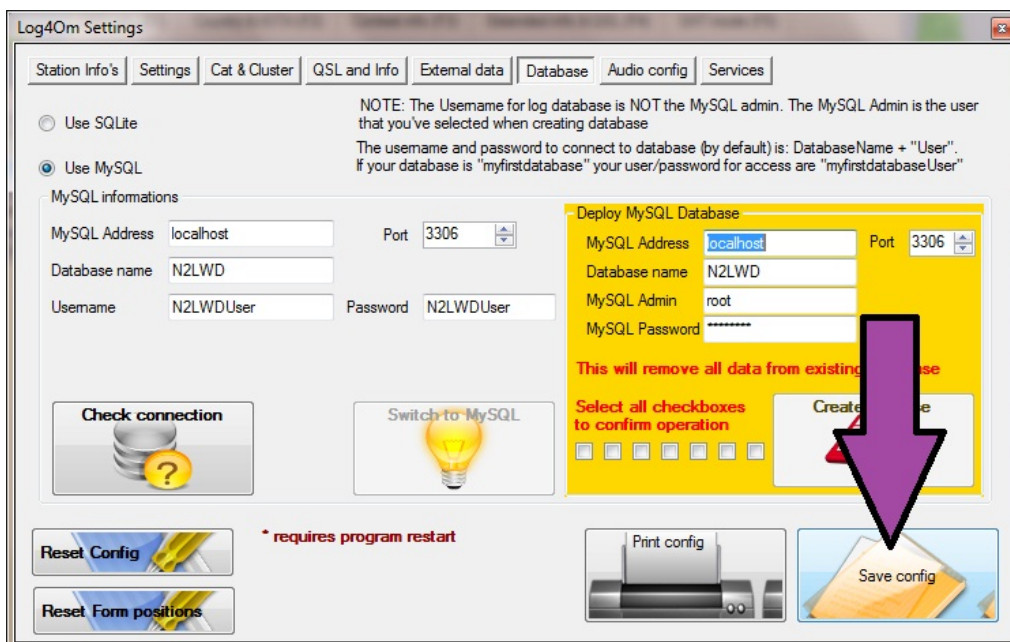 Log4Om Settings
Station Info's Settings Cat & Cluster QSL and Info External data Database Audio config Services
Use SQLite
Use MySQL
NOTE: The Username for log database is NOT the MySQL admin. The MySQL Admin is the user
that you've selected when creating database
The username and password to connect to database (by default) is: DatabaseName + "User".
If your database is "myfirstdatabase" your user/password for access are "myfirstdatabaseUser"
MySQL informations
MySQL Address localhost Port 3306
Database name N2LWD
Username N2LWDUser Password N2LWDUser
Check connection
Switch to MySQL
Deploy MySQL Database
MySQL Address localhost Port 3306
Database name N2LWD
MySQL Admin root
MySQL Password ********
This will remove all data from existing
Select all checkboxes
to confirm operation
Create
Reset Config
* requires program restart
Reset Form positions
Print config
Save config